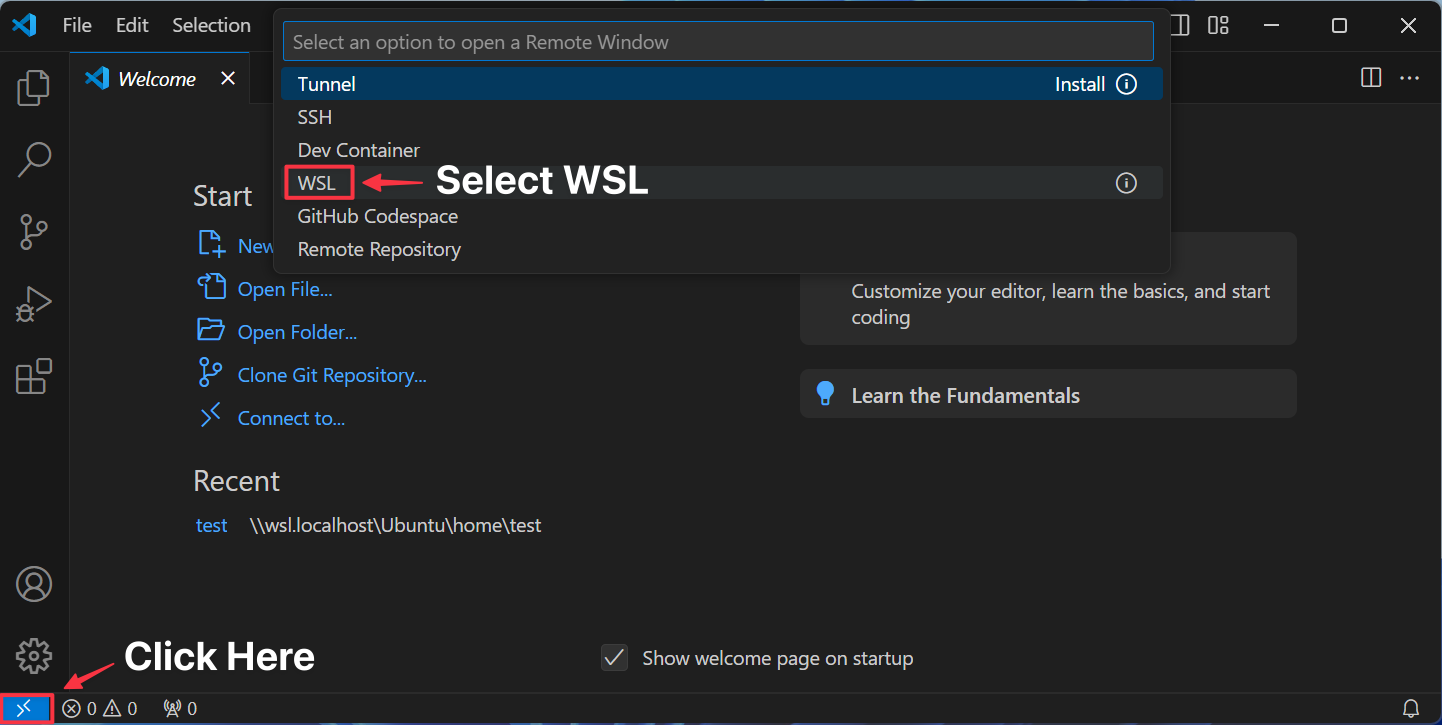 File Edit Selection
Select an option to open a Remote Window
Welcome
Tunnel Install
SSH
Dev Container
WSL
Select WSL
GitHub Codespace
Remote Repository
Start
New
Open File...
Open Folder...
Clone Git Repository...
Connect to...
Recent
test \\wsl.localhost\Ubuntu\home\test
Customize your editor, learn the basics, and start
coding
Learn the Fundamentals
Click Here
Show welcome page on startup
0 0 0